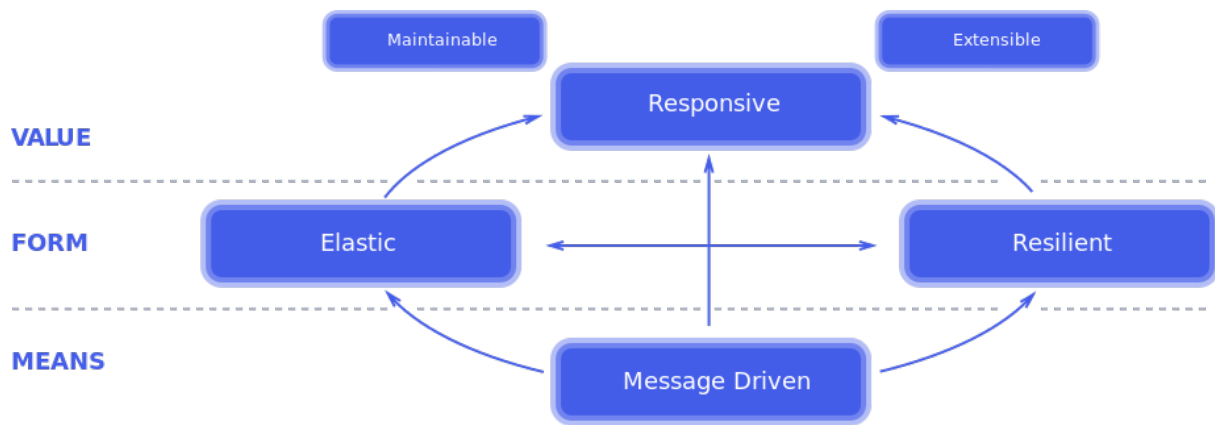 Maintainable
Extensible
Responsive
VALUE
FORM
Elastic
Resilient
MEANS
Message Driven